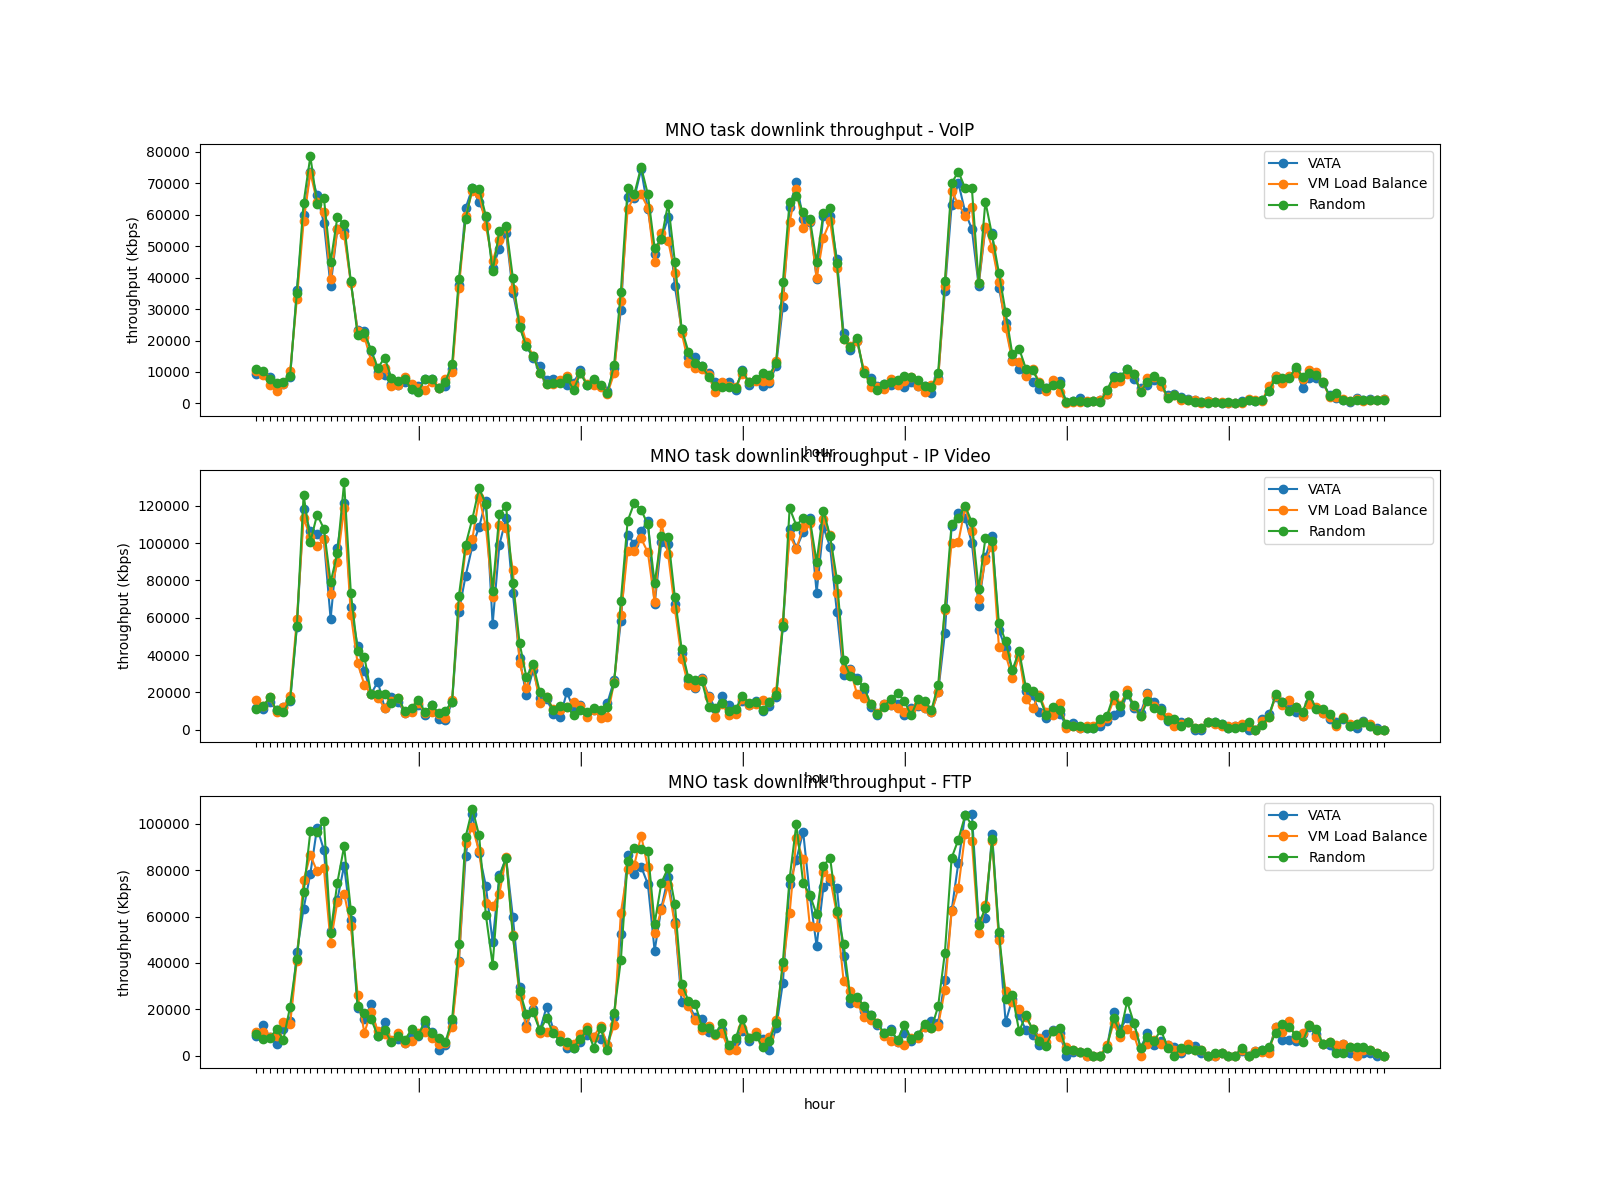 MNO task downlink throughput - VoIP
80000
70000
60000
50000
40000
30000
20000
10000
0
throughput (Kbps)
VATA
VM Load Balance
Random
hour
MNO task downlink throughput - IP Video
120000
100000
80000
60000
40000
20000
0
throughput (Kbps)
VATA
VM Load Balance
Random
hour
MNO task downlink throughput - FTP
100000
80000
60000
40000
20000
0
throughput (Kbps)
VATA
VM Load Balance
Random
hour